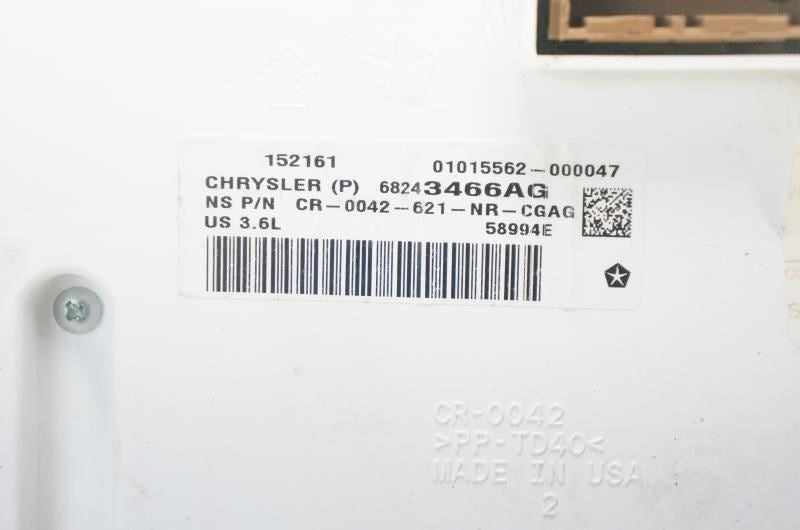 UP
152161 01015562-000047
CHRYSLER (P) 68243466AG
NS P/N CR-0042-621-NR-CGAG
US 3.6L 58994E
CR-0042
>PP-TD40<
MADE IN USA
2